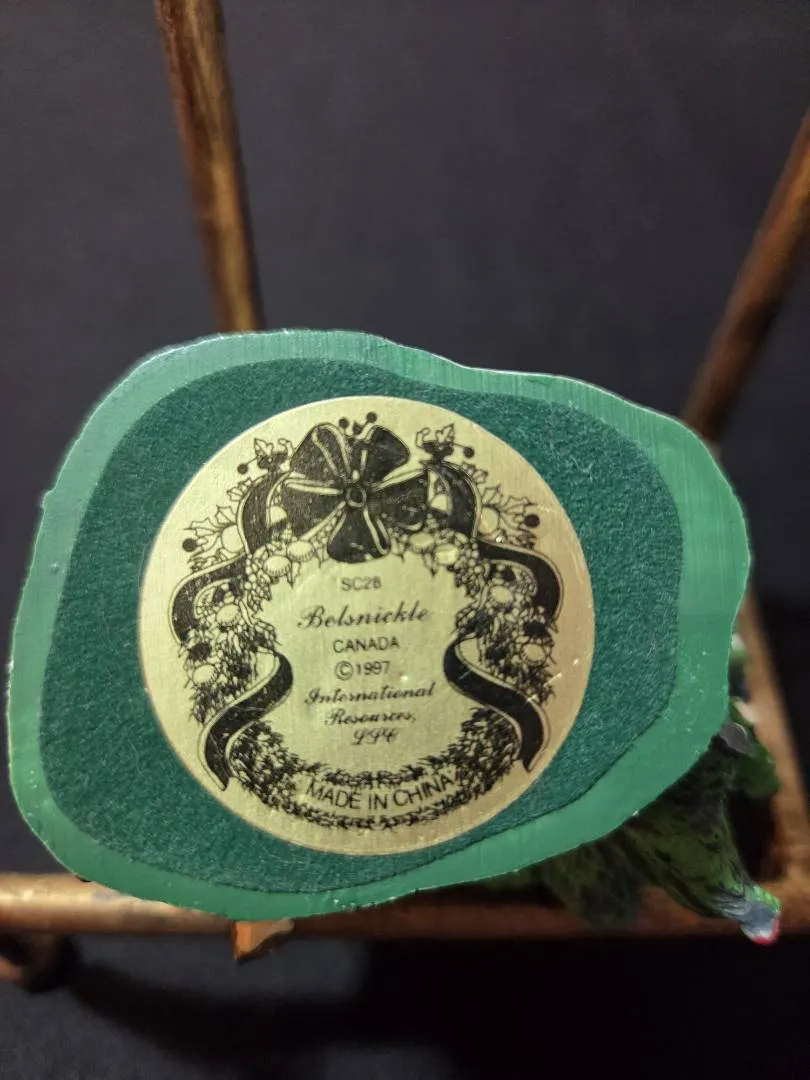 SC28
Belsnickle
CANADA
©1997
International
Resources,
LLC
MADE IN CHINA